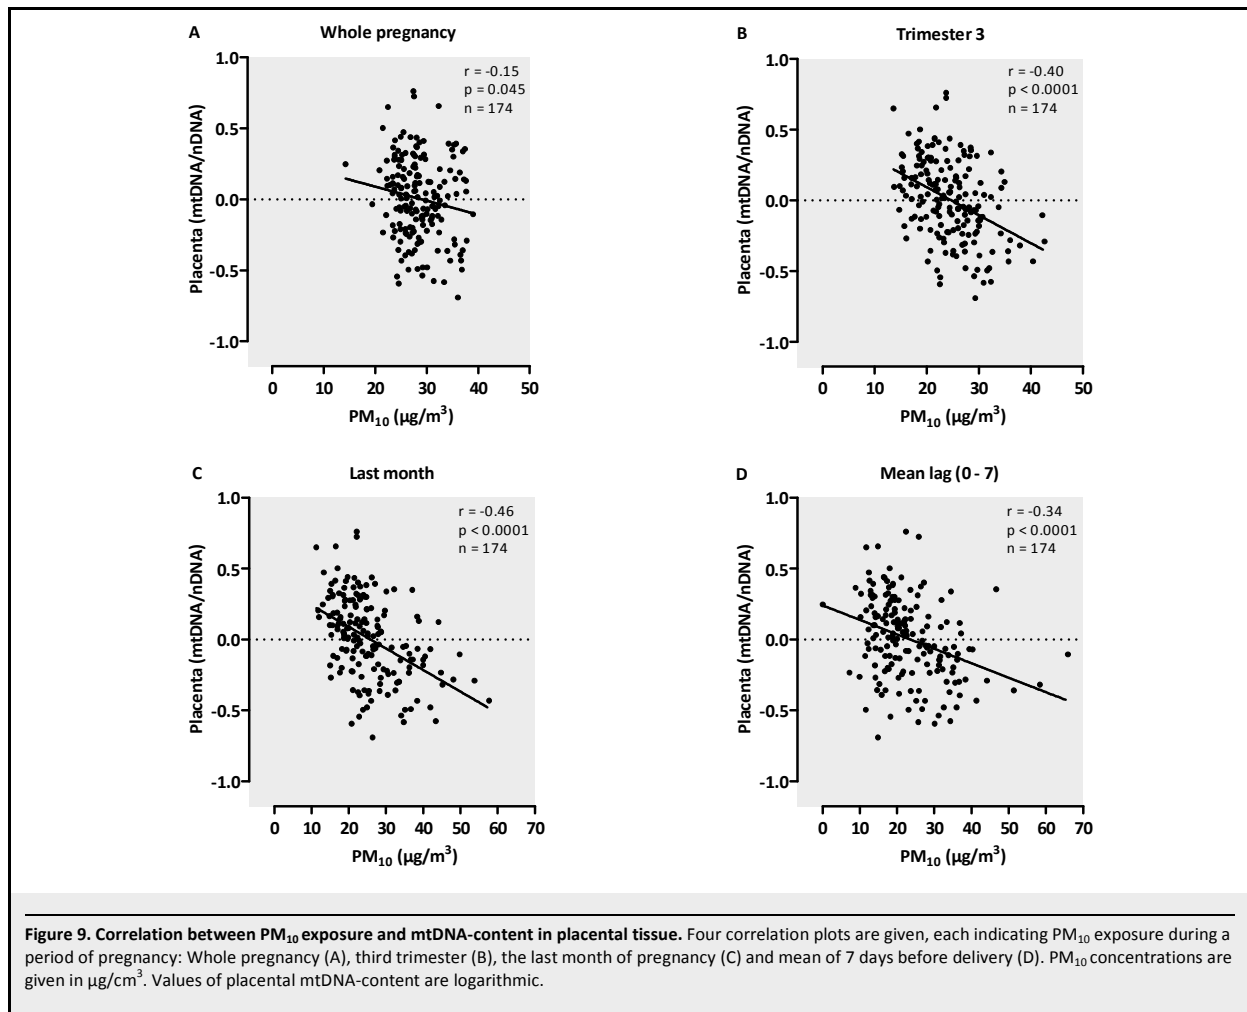 A Whole pregnancy
r = -0.15
p = 0.045
n = 174
Placenta (mtDNA/nDNA)
1.0
0.5
0.0
-0.5
-1.0
0 10 20 30 40 50
PM₁₀ (µg/m³)
B Trimester 3
r = -0.40
p < 0.0001
n = 174
Placenta (mtDNA/nDNA)
1.0
0.5
0.0
-0.5
-1.0
0 10 20 30 40 50
PM₁₀ (µg/m³)
C Last month
r = -0.46
p < 0.0001
n = 174
Placenta (mtDNA/nDNA)
1.0
0.5
0.0
-0.5
-1.0
0 10 20 30 40 50 60 70
PM₁₀ (µg/m³)
D Mean lag (0 - 7)
r = -0.34
p < 0.0001
n = 174
Placenta (mtDNA/nDNA)
1.0
0.5
0.0
-0.5
-1.0
0 10 20 30 40 50 60 70
PM₁₀ (µg/m³)
Figure 9. Correlation between PM₁₀ exposure and mtDNA-content in placental tissue. Four correlation plots are given, each indicating PM₁₀ exposure during a
period of pregnancy: Whole pregnancy (A), third trimester (B), the last month of pregnancy (C) and mean of 7 days before delivery (D). PM₁₀ concentrations are
given in µg/cm³. Values of placental mtDNA-content are logarithmic.